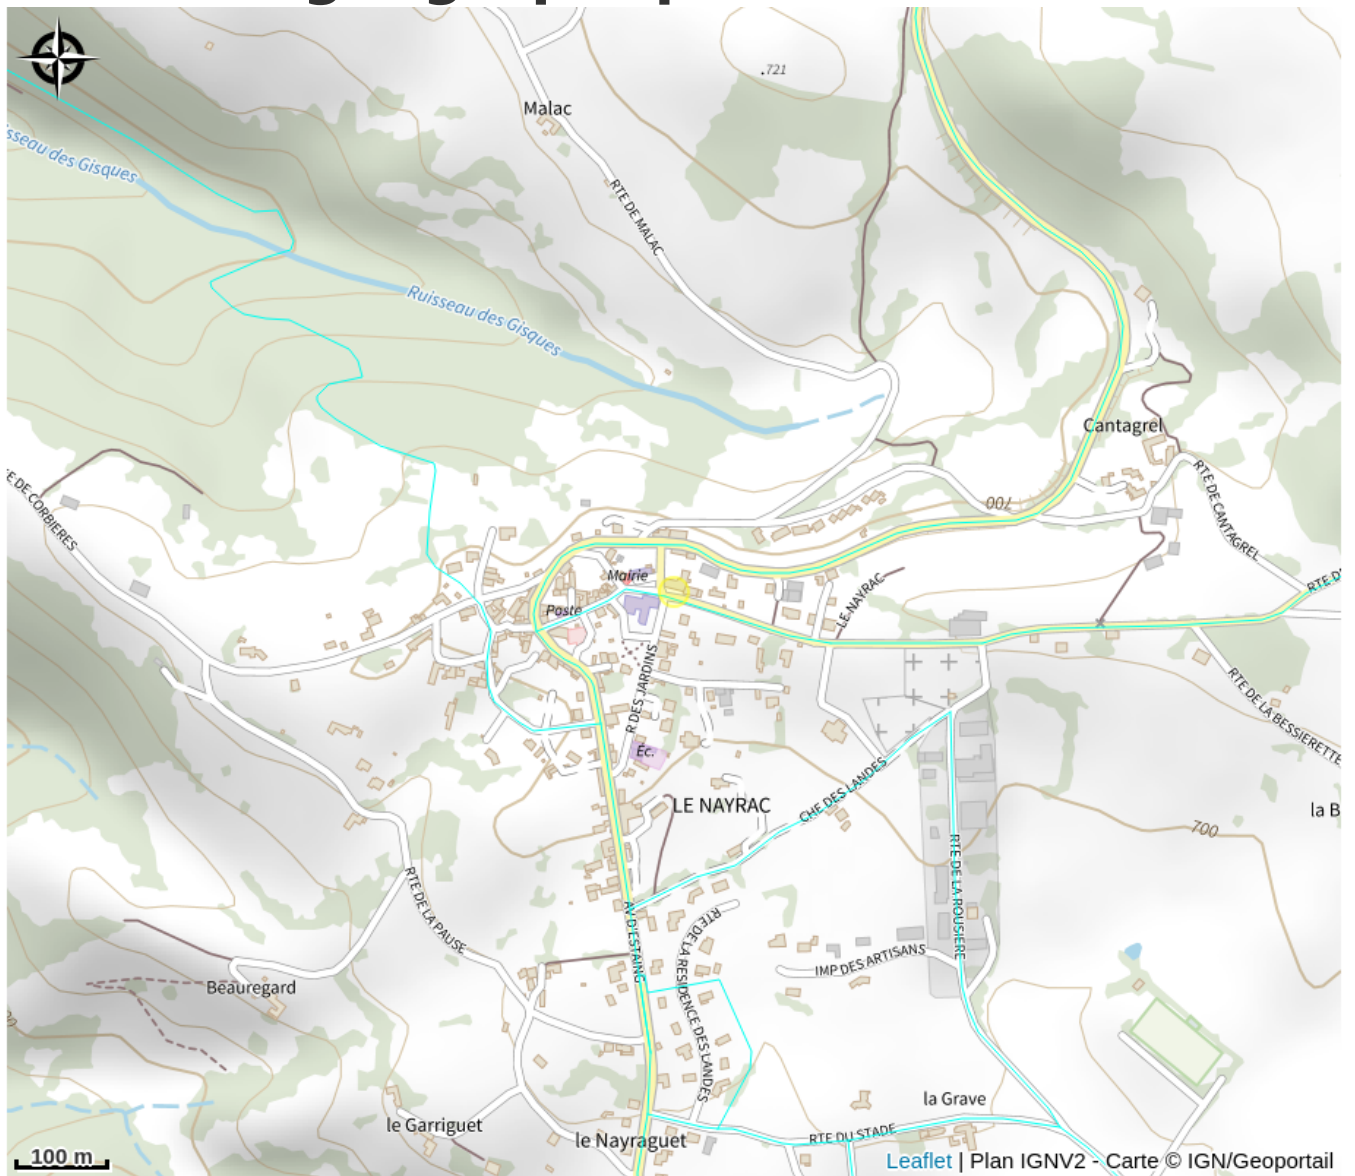 721
Malac
sseau des Gisques
RTE DE MALAC
Ruisseau des Gisques
Cantagrel
RTE DE CANTAGREL
E DE CORBIERES
700
Mairie
Poste
LE NAYRAC
RTE D
R DES JARDINS
RTE DE LA BESSIERETTE
Éc.
LE NAYRAC
CHE DES LANDES
la B
700
RTE DE LA PAUSE
RTE DE LA ROUSIERE
AV D'ESTAING
RTE DE LA RESIDENCE DES LANDES
IMP DES ARTISANS
Beauregard
la Grave
le Garriguet
le Nayraguet
RTE DU STADE
100 m
Leaflet | Plan IGNV2 - Carte © IGN/Geoportail